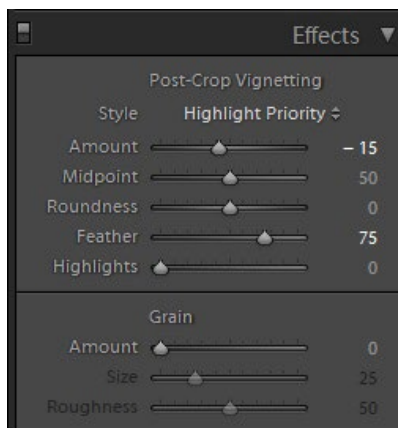 Effects
Post-Crop Vignetting
Style Highlight Priority
Amount – 15
Midpoint 50
Roundness 0
Feather 75
Highlights 0
Grain
Amount 0
Size 25
Roughness 50